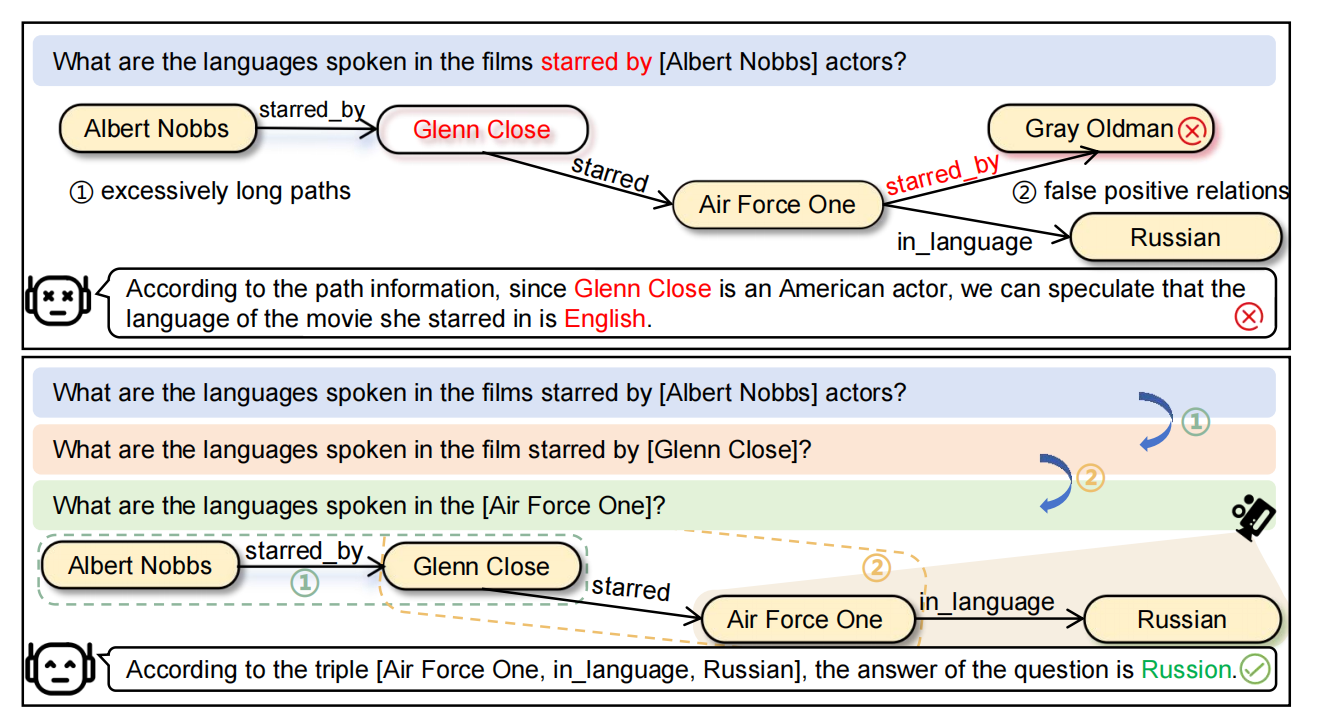 What are the languages spoken in the films starred by [Albert Nobbs] actors?
Albert Nobbs
starred_by
Glenn Close
Gray Oldman
① excessively long paths
starred
Air Force One
starred_by
② false positive relations
in_language
Russian
According to the path information, since Glenn Close is an American actor, we can speculate that the
language of the movie she starred in is English.
What are the languages spoken in the films starred by [Albert Nobbs] actors?
①
What are the languages spoken in the film starred by [Glenn Close]?
②
What are the languages spoken in the [Air Force One]?
Albert Nobbs
starred_by
①
Glenn Close
starred
②
Air Force One
in_language
Russian
According to the triple [Air Force One, in_language, Russian], the answer of the question is Russion.